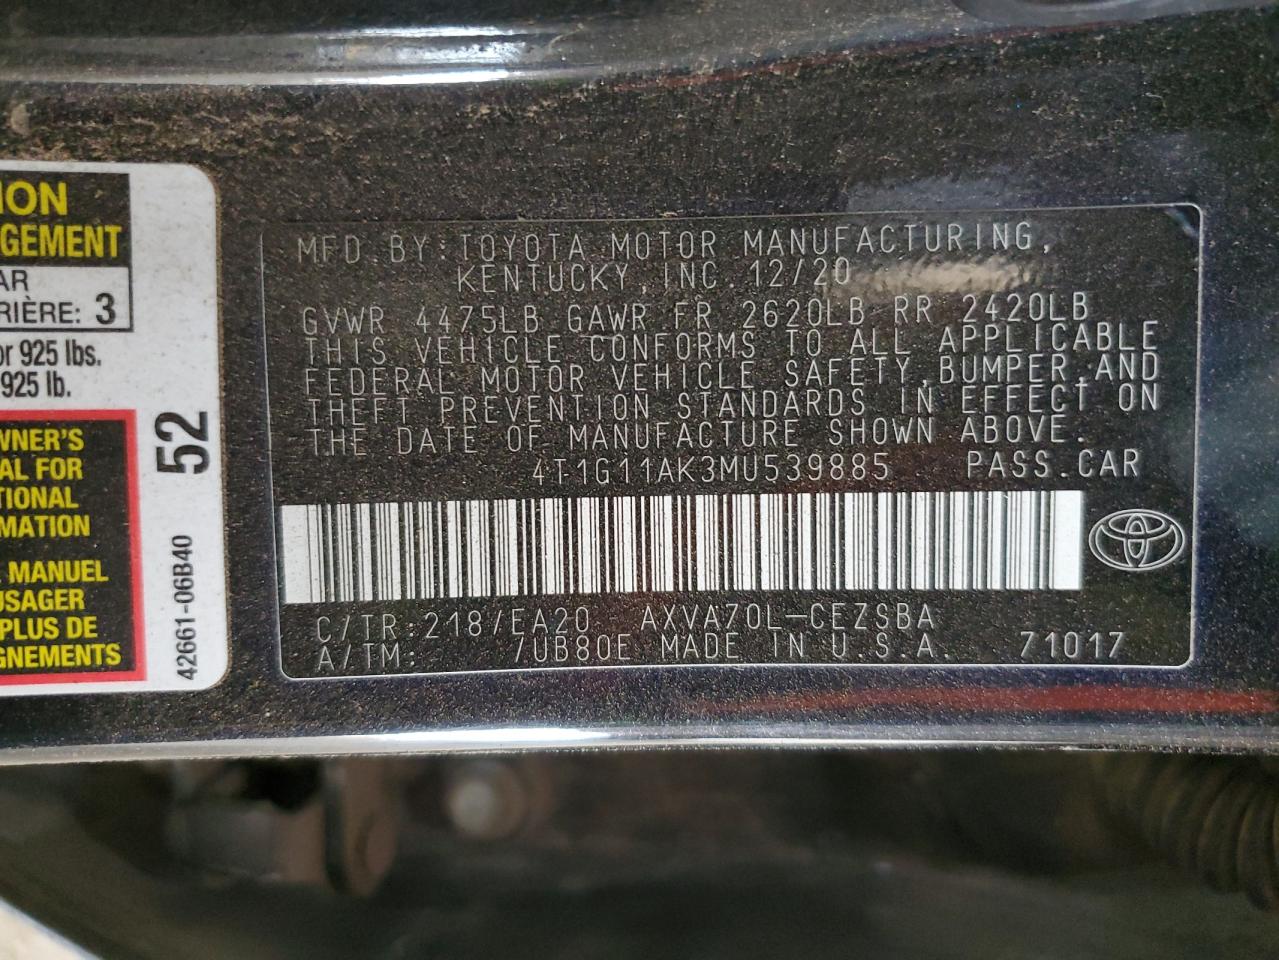 ION
GEMENT
AR
RIÈRE: 3
or 925 lbs.
925 lb.
WNER'S
AL FOR
TIONAL
RMATION
MANUEL
USAGER
PLUS DE
GNEMENTS
52
42661-06B40
MFD.BY:TOYOTA MOTOR MANUFACTURING,
KENTUCKY,INC.12/20
GVWR 4475LB GAWR FR 2620LB RR 2420LB
THIS VEHICLE CONFORMS TO ALL APPLICABLE
FEDERAL MOTOR VEHICLE SAFETY,BUMPER,AND
THEFT PREVENTION STANDARDS IN EFFECT ON
THE DATE OF MANUFACTURE SHOWN ABOVE.
4T1G11AK3MU539885 PASS.CAR
C/TR:218/EA20 AXVA70L-CEZSBA
A/TM: /UB80E MADE IN U.S.A. 71017